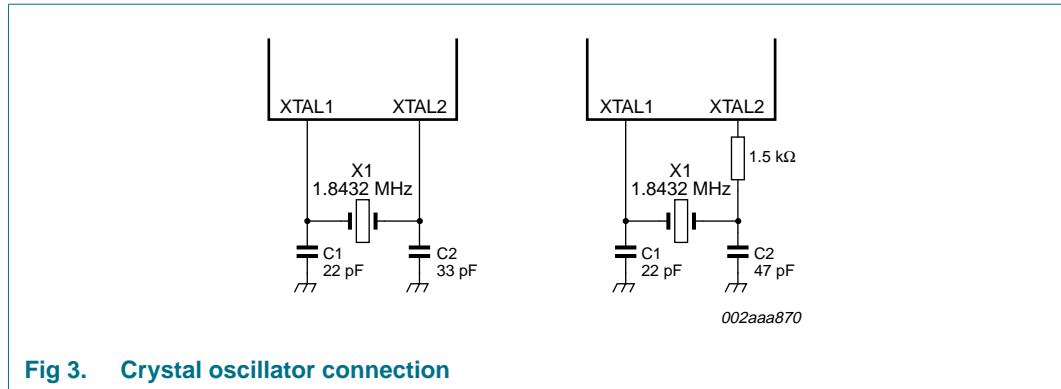 XTAL1 XTAL2
X1
1.8432 MHz
C1
22 pF
C2
33 pF
XTAL1 XTAL2
1.5 kΩ
X1
1.8432 MHz
C1
22 pF
C2
47 pF
002aaa870
Fig 3. Crystal oscillator connection